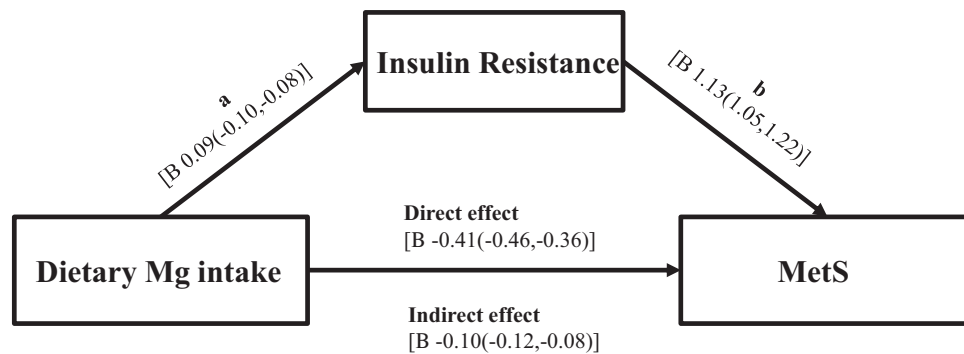 Insulin Resistance
a
[B 0.09(-0.10,-0.08)]
b
[B 1.13(1.05,1.22)]
Direct effect
[B -0.41(-0.46,-0.36)]
Dietary Mg intake
MetS
Indirect effect
[B -0.10(-0.12,-0.08)]